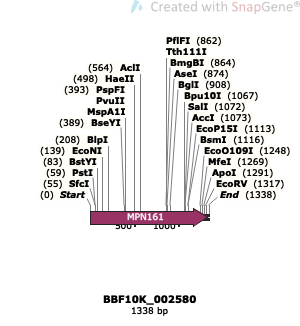 Created with SnapGene®
PflFI (862)
Tth111I
(564) AclI
BmgBI (864)
(498) HaeII
AseI (874)
(393) PspFI
BglI (908)
PvuII
Bpu10I (1067)
MspA1I
SalI (1072)
(389) BseYI
AccI (1073)
EcoP15I (1113)
(208) BlpI
BsmI (1116)
(139) EcoNI
EcoO109I (1248)
(83) BstYI
MfeI (1269)
(59) PstI
ApoI (1291)
(55) SfcI
EcoRV (1317)
(0) Start
End (1338)
MPN161
500
1000
BBF10K_002580
1338 bp